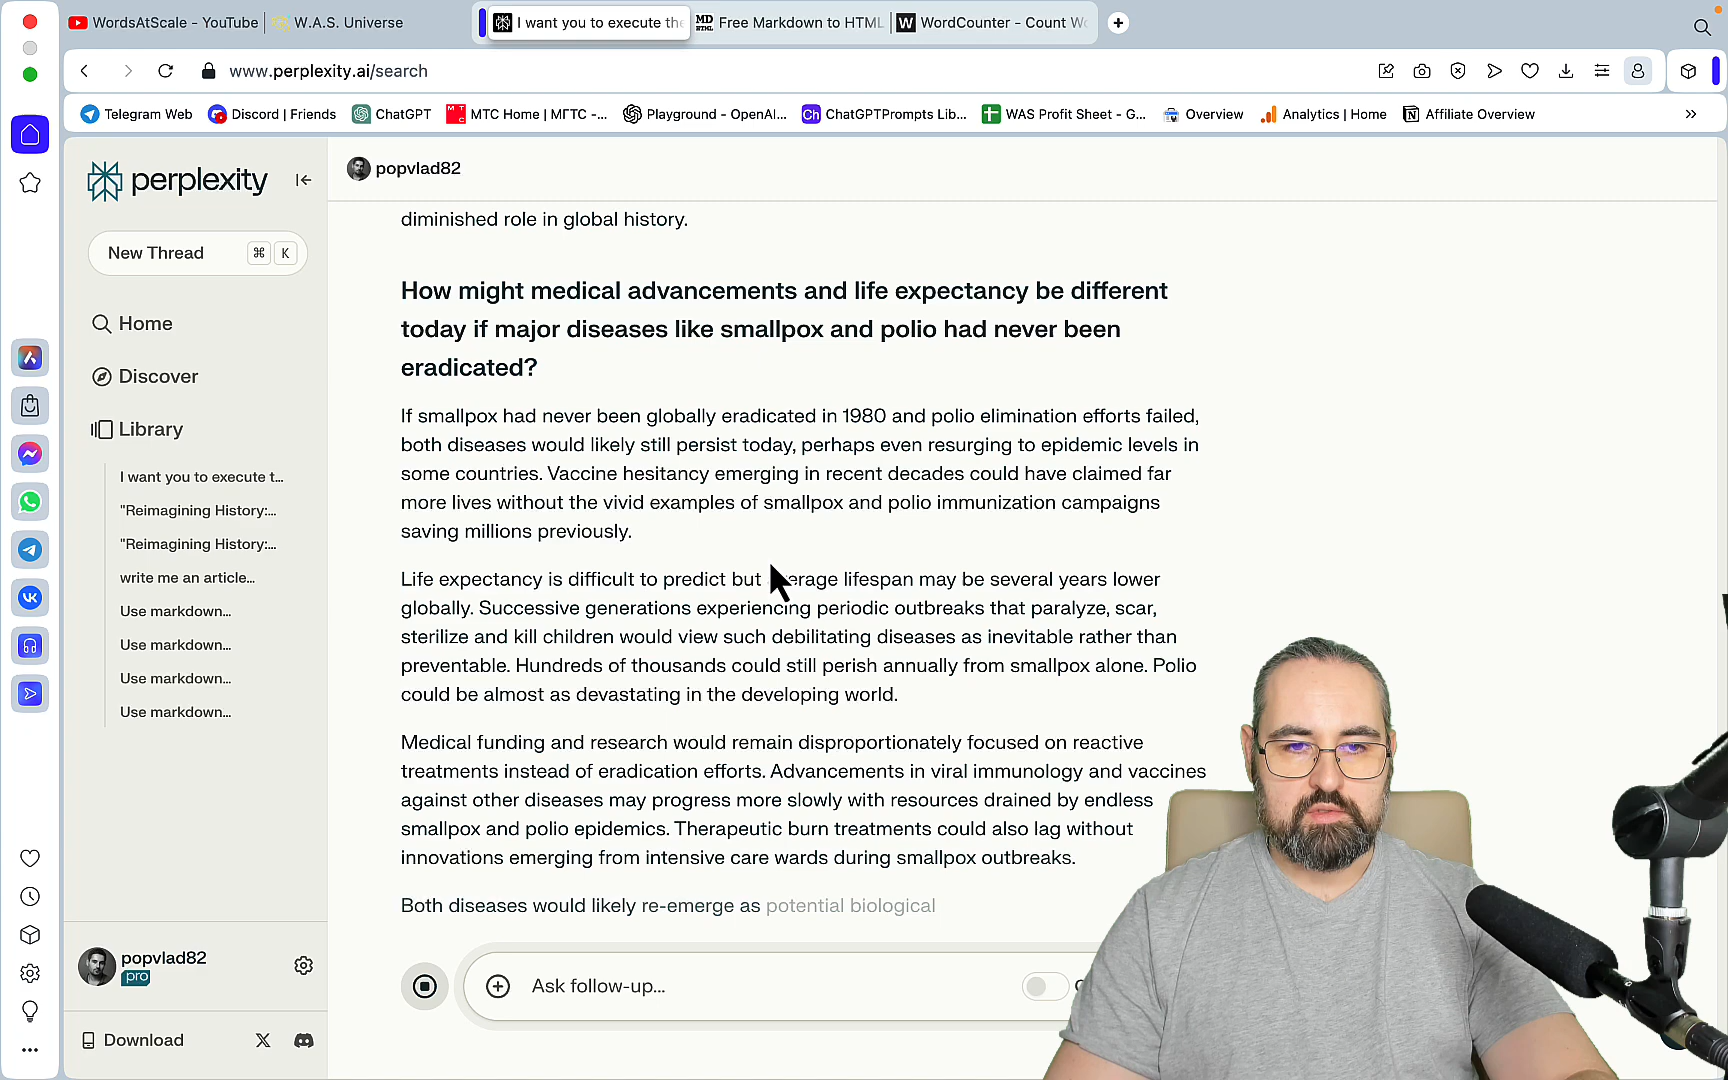 WordsAtScale - YouTube
W.A.S. Universe
I want you to execute the
MD HTML Free Markdown to HTML
W WordCounter - Count Wo
www.perplexity.ai/search
Telegram Web
Discord | Friends
ChatGPT
МТС Home | МГТС -...
Playground - OpenAI...
Ch ChatGPTPrompts Lib...
WAS Profit Sheet - G...
Overview
Analytics | Home
Affiliate Overview
perplexity
New Thread
⌘ K
Home
Discover
Library
I want you to execute t...
"Reimagining History:...
"Reimagining History:...
write me an article...
Use markdown...
Use markdown...
Use markdown...
Use markdown...
popvlad82
pro
Download
popvlad82
diminished role in global history.
How might medical advancements and life expectancy be different
today if major diseases like smallpox and polio had never been
eradicated?
If smallpox had never been globally eradicated in 1980 and polio elimination efforts failed,
both diseases would likely still persist today, perhaps even resurging to epidemic levels in
some countries. Vaccine hesitancy emerging in recent decades could have claimed far
more lives without the vivid examples of smallpox and polio immunization campaigns
saving millions previously.
Life expectancy is difficult to predict but average lifespan may be several years lower
globally. Successive generations experiencing periodic outbreaks that paralyze, scar,
sterilize and kill children would view such debilitating diseases as inevitable rather than
preventable. Hundreds of thousands could still perish annually from smallpox alone. Polio
could be almost as devastating in the developing world.
Medical funding and research would remain disproportionately focused on reactive
treatments instead of eradication efforts. Advancements in viral immunology and vaccines
against other diseases may progress more slowly with resources drained by endless
smallpox and polio epidemics. Therapeutic burn treatments could also lag without
innovations emerging from intensive care wards during smallpox outbreaks.
Both diseases would likely re-emerge as potential biological
Ask follow-up...